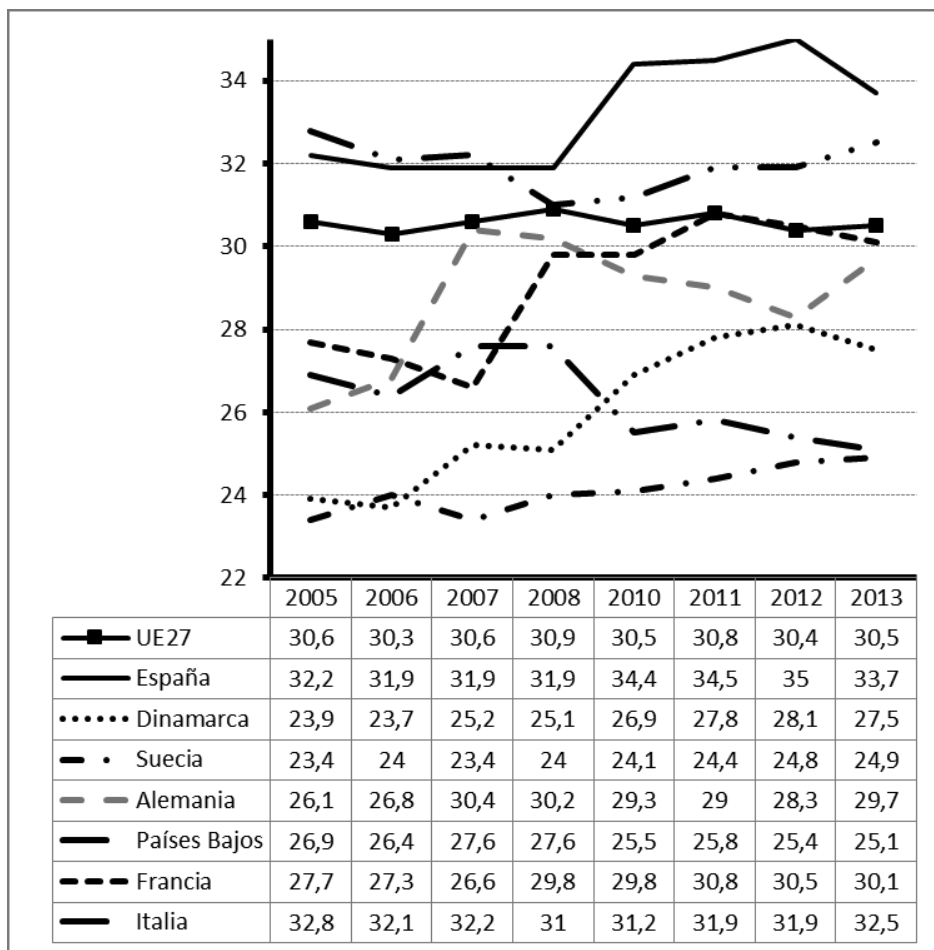 34
32
30
28
26
24
22
2005 2006 2007 2008 2010 2011 2012 2013
UE27 30,6 30,3 30,6 30,9 30,5 30,8 30,4 30,5
España 32,2 31,9 31,9 31,9 34,4 34,5 35 33,7
Dinamarca 23,9 23,7 25,2 25,1 26,9 27,8 28,1 27,5
Suecia 23,4 24 23,4 24 24,1 24,4 24,8 24,9
Alemania 26,1 26,8 30,4 30,2 29,3 29 28,3 29,7
Países Bajos 26,9 26,4 27,6 27,6 25,5 25,8 25,4 25,1
Francia 27,7 27,3 26,6 29,8 29,8 30,8 30,5 30,1
Italia 32,8 32,1 32,2 31 31,2 31,9 31,9 32,5